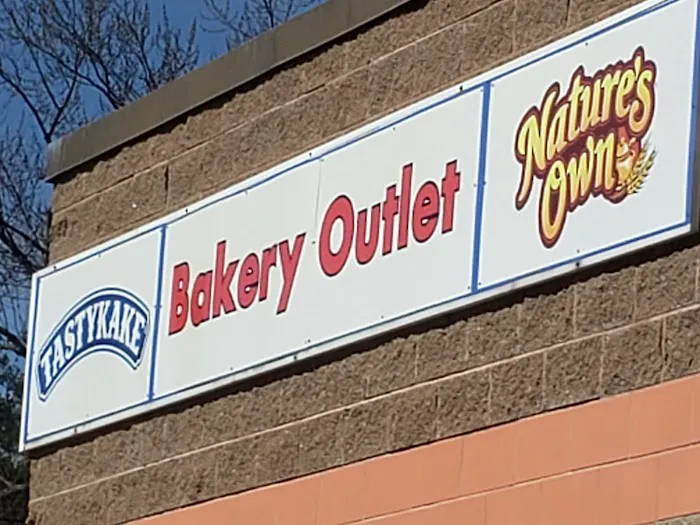 TASTYKAKE
Bakery Outlet
Nature's
Own